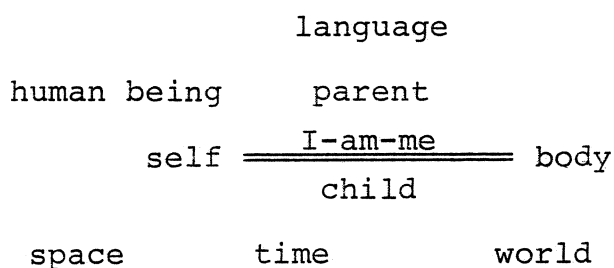 language
human being parent
I-am-me
self body
child
space time world